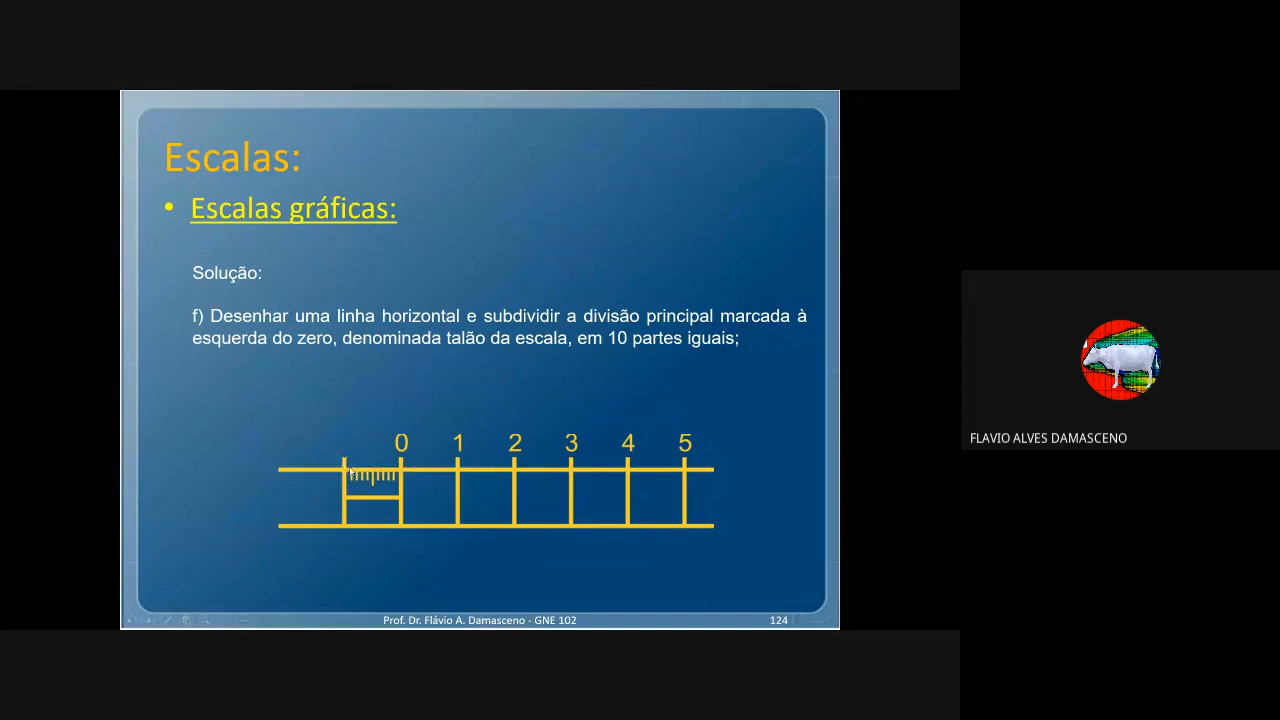 Escalas:
• Escalas gráficas:
Solução:
f) Desenhar uma linha horizontal e subdividir a divisão principal marcada à
esquerda do zero, denominada talão da escala, em 10 partes iguais;
0 1 2 3 4 5
Prof. Dr. Flávio A. Damasceno - GNE 102
124
FLAVIO ALVES DAMASCENO